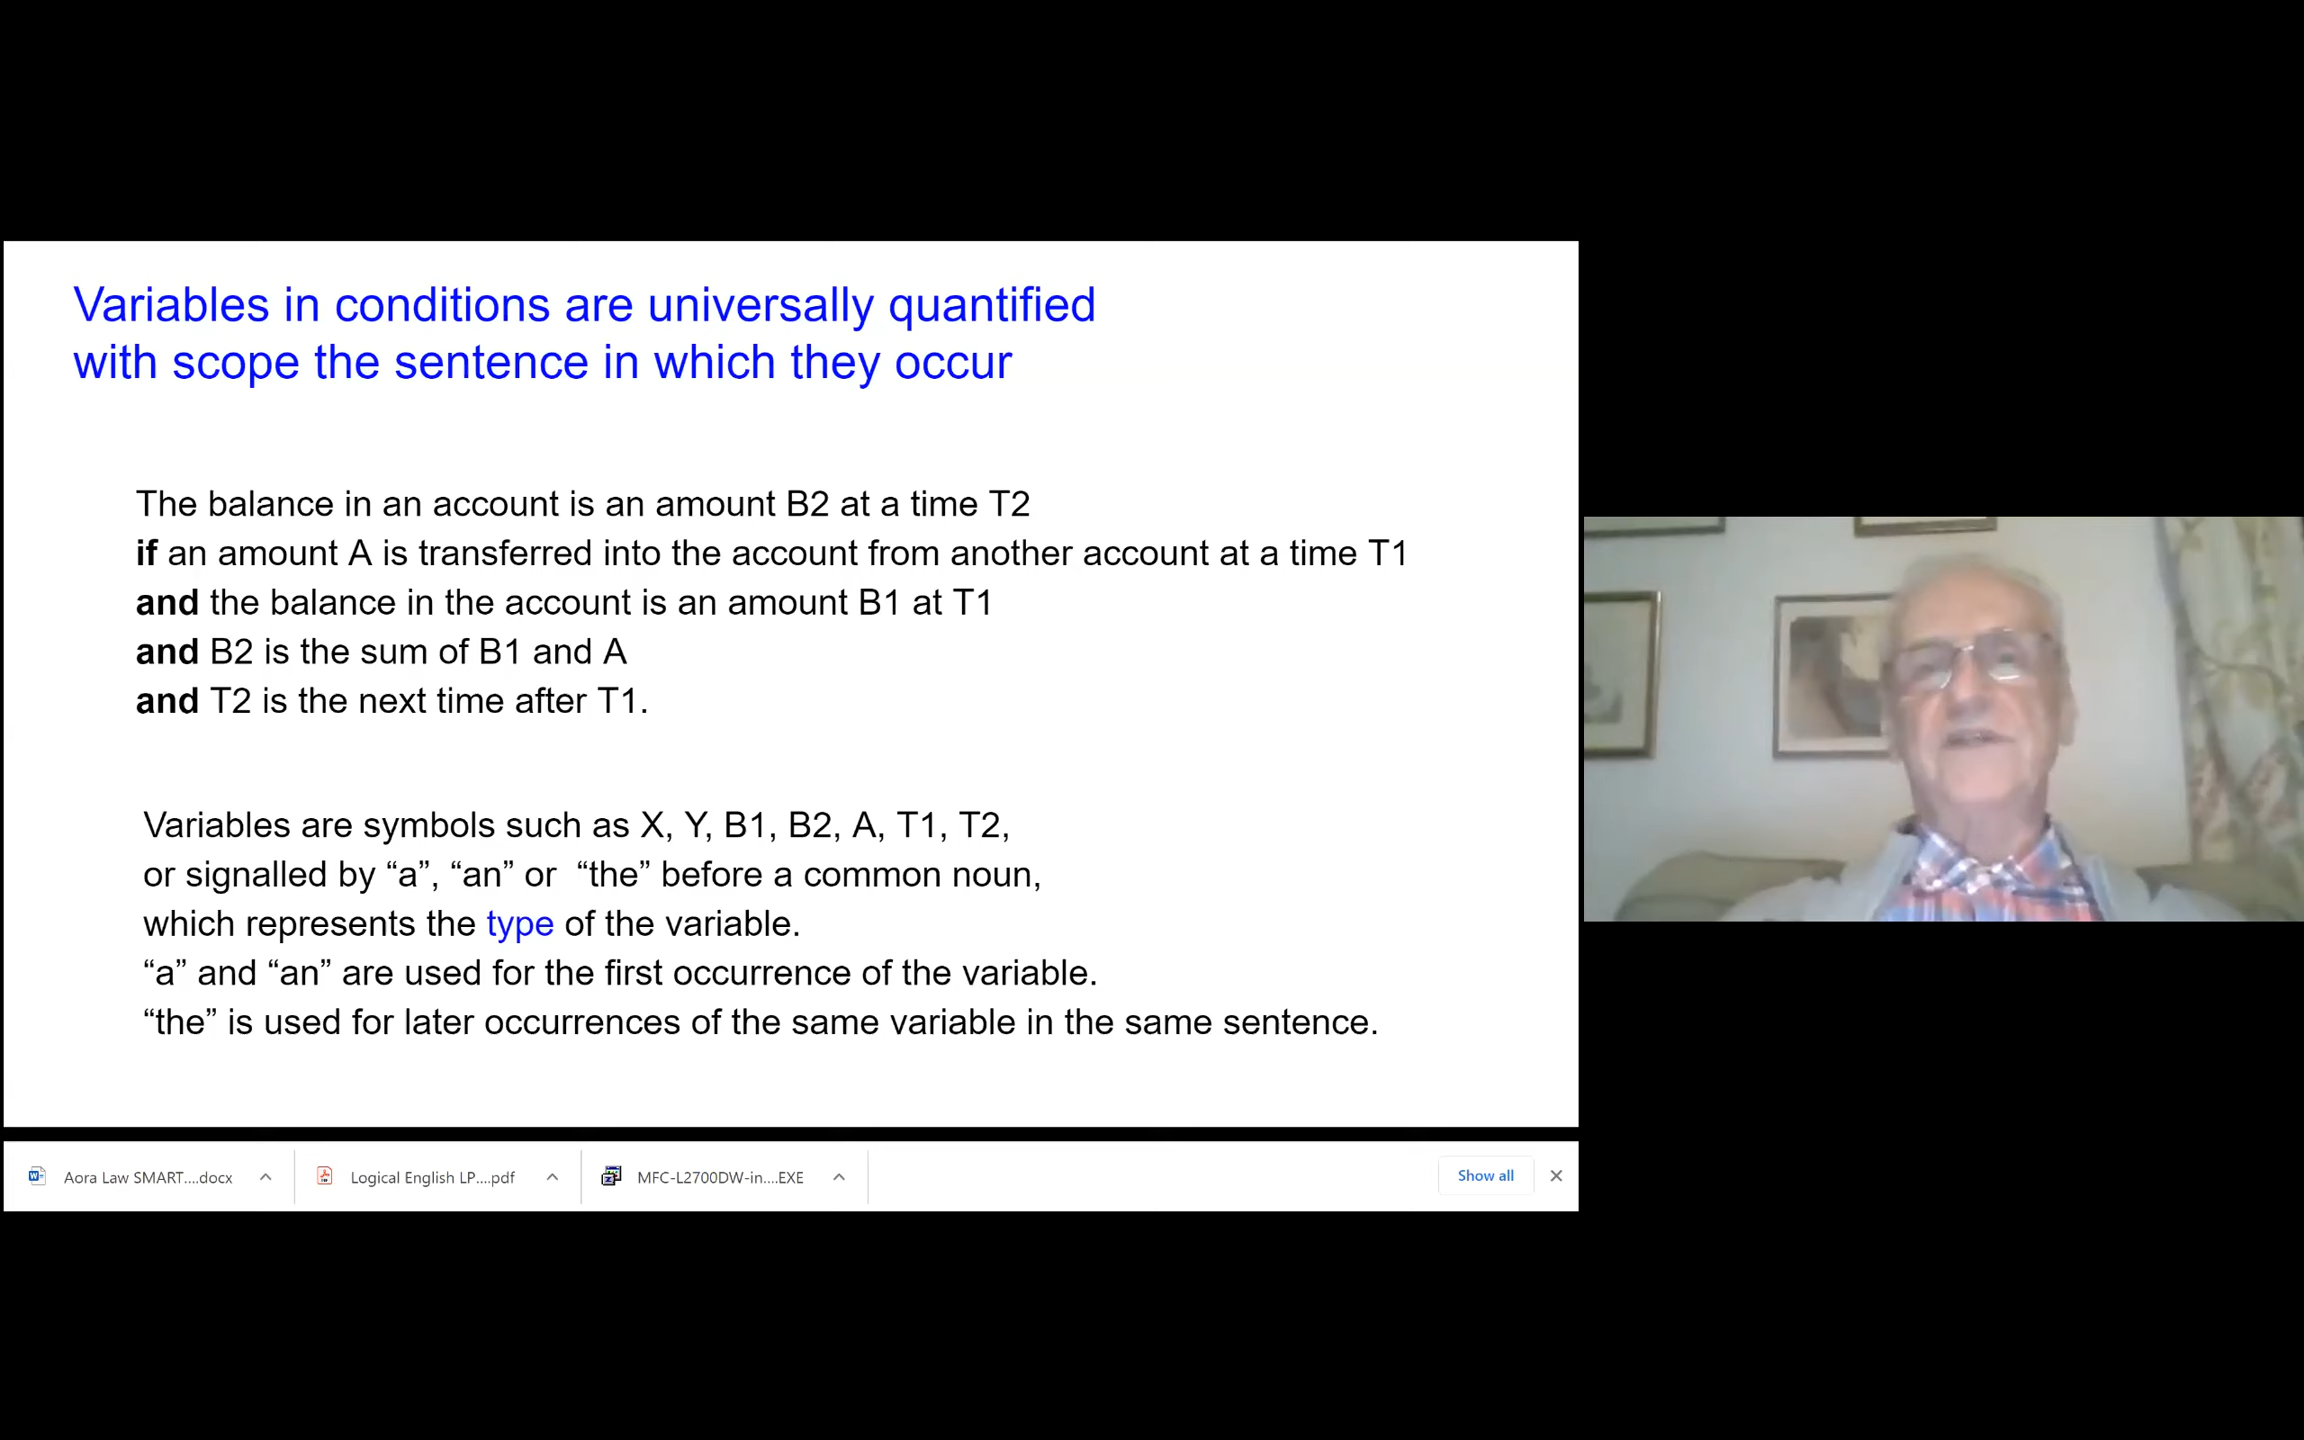 Variables in conditions are universally quantified
with scope the sentence in which they occur
The balance in an account is an amount B2 at a time T2
if an amount A is transferred into the account from another account at a time T1
and the balance in the account is an amount B1 at T1
and B2 is the sum of B1 and A
and T2 is the next time after T1.
Variables are symbols such as X, Y, B1, B2, A, T1, T2,
or signalled by “a”, “an” or “the” before a common noun,
which represents the type of the variable.
“a” and “an” are used for the first occurrence of the variable.
“the” is used for later occurrences of the same variable in the same sentence.
Aora Law SMART....docx
Logical English LP....pdf
MFC-L2700DW-in....EXE
Show all